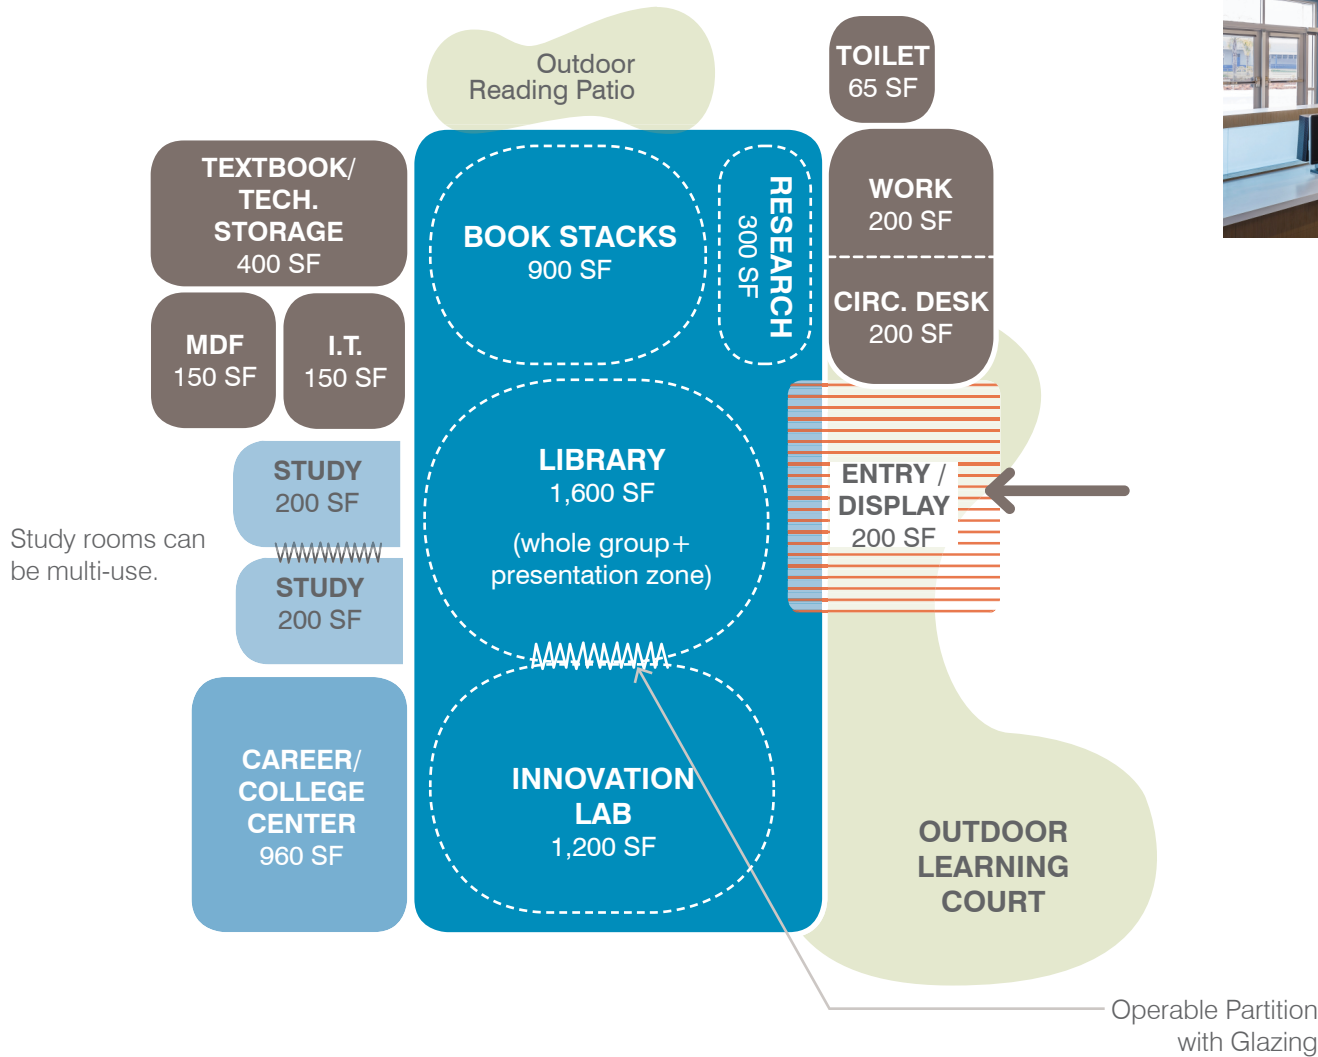 Outdoor
Reading Patio
TOILET
65 SF
TEXTBOOK/
TECH.
STORAGE
400 SF
BOOK STACKS
900 SF
RESEARCH
300 SF
WORK
200 SF
CIRC. DESK
200 SF
MDF
150 SF
I.T.
150 SF
STUDY
200 SF
LIBRARY
1,600 SF
(whole group+
presentation zone)
ENTRY /
DISPLAY
200 SF
Study rooms can
be multi-use.
STUDY
200 SF
CAREER/
COLLEGE
CENTER
960 SF
INNOVATION
LAB
1,200 SF
OUTDOOR
LEARNING
COURT
Operable Partition
with Glazing